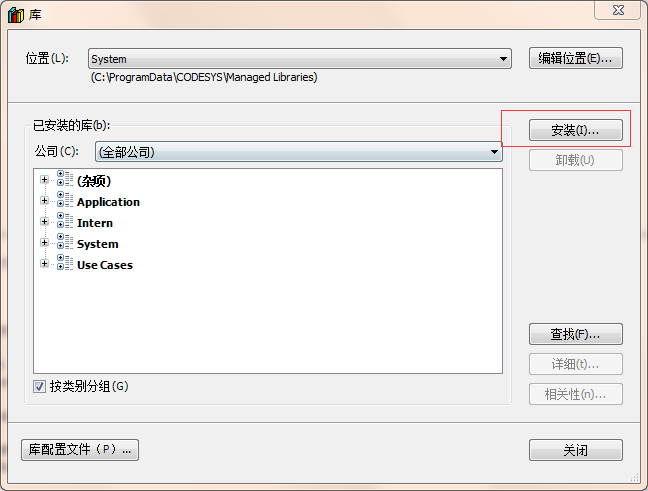 库
位置(L):
System
编辑位置(E)...
(C:\ProgramData\CODESYS\Managed Libraries)
已安装的库(b):
安装(I)...
公司(C):
(全部公司)
卸载(U)
(杂项)
Application
Intern
System
Use Cases
查找(F)...
详细(t)...
按类别分组(G)
相关性(n)...
库配置文件（P）...
关闭